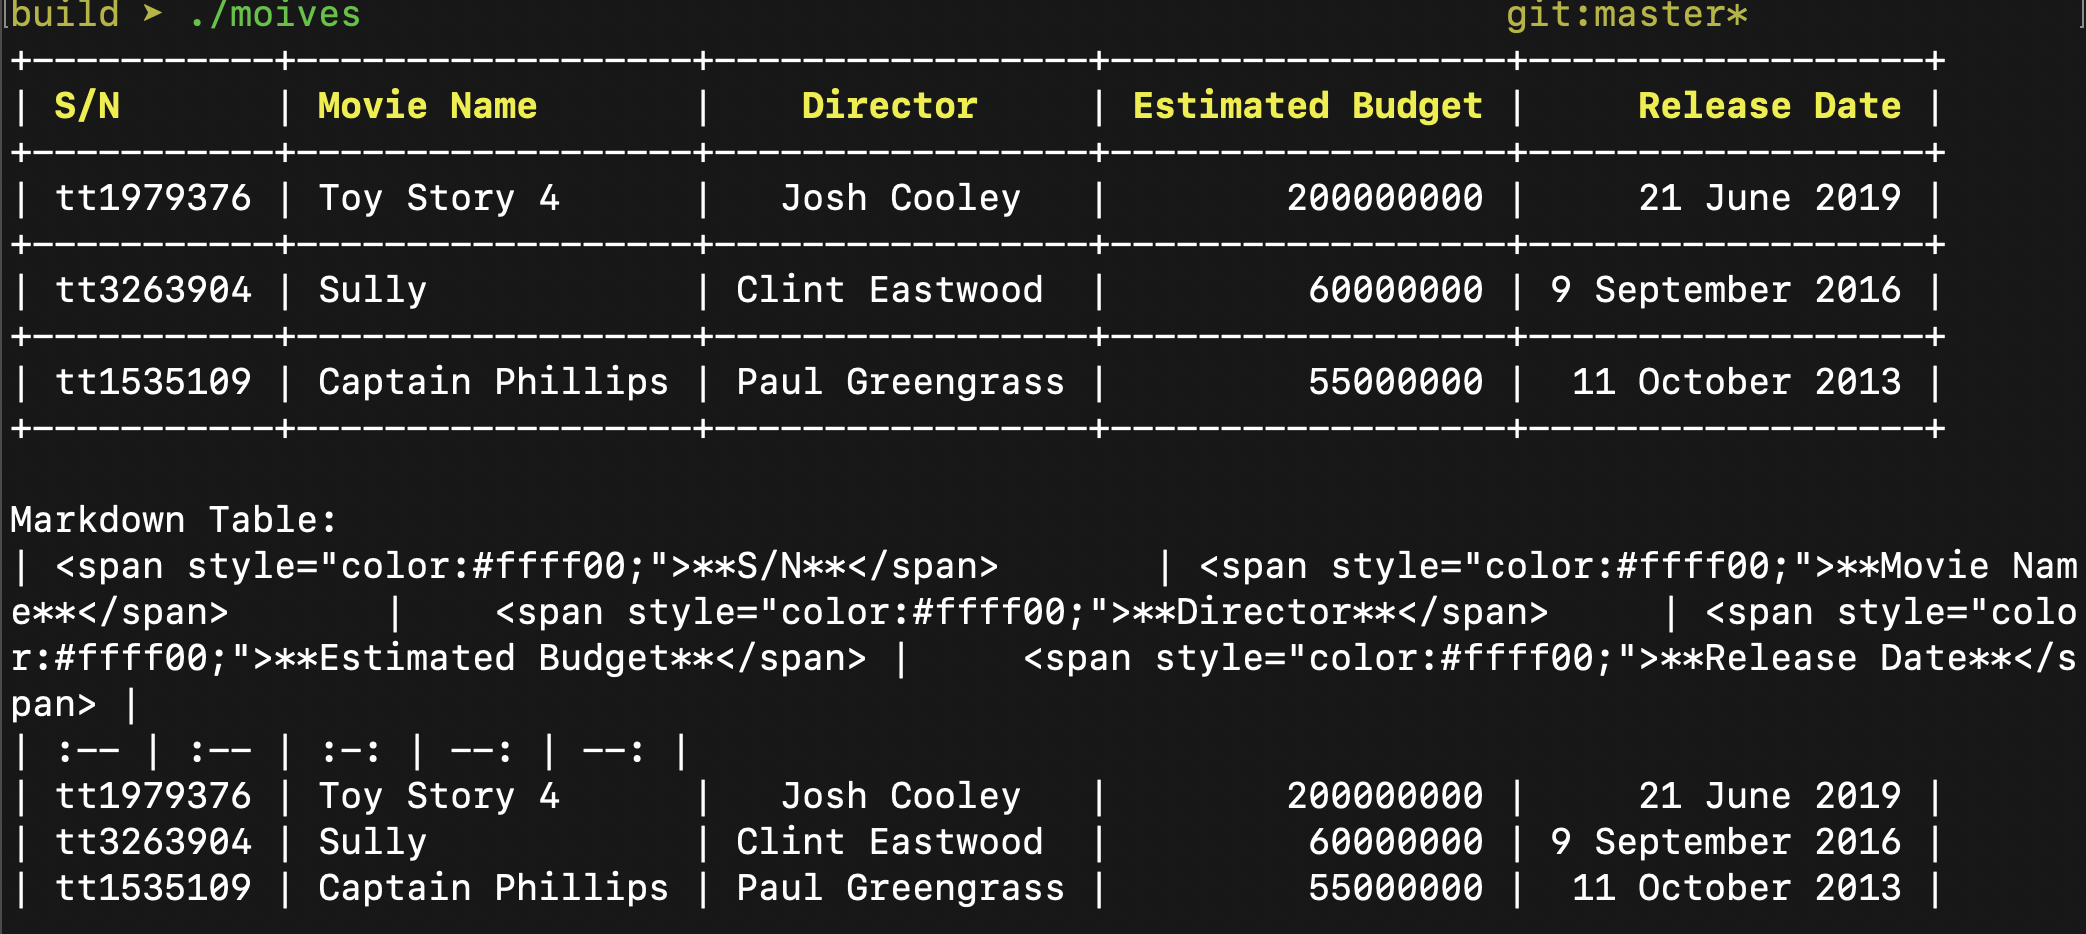 build ➤ ./moives git:master*
+-----------+------------------+-----------------+------------------+------------------+
| S/N       | Movie Name       |    Director     | Estimated Budget |     Release Date |
+-----------+------------------+-----------------+------------------+------------------+
| tt1979376 | Toy Story 4      |   Josh Cooley   |        200000000 |     21 June 2019 |
+-----------+------------------+-----------------+------------------+------------------+
| tt3263904 | Sully            | Clint Eastwood  |         60000000 | 9 September 2016 |
+-----------+------------------+-----------------+------------------+------------------+
| tt1535109 | Captain Phillips | Paul Greengrass |         55000000 |  11 October 2013 |
+-----------+------------------+-----------------+------------------+------------------+
Markdown Table:
| <span style="color:#ffff00;">**S/N**</span>       | <span style="color:#ffff00;">**Movie Nam
e**</span>       |    <span style="color:#ffff00;">**Director**</span>     | <span style="colo
r:#ffff00;">**Estimated Budget**</span> |     <span style="color:#ffff00;">**Release Date**</s
pan> |
| :-- | :-- | :-: | --: | --: |
| tt1979376 | Toy Story 4      |   Josh Cooley   |        200000000 |     21 June 2019 |
| tt3263904 | Sully            | Clint Eastwood  |         60000000 | 9 September 2016 |
| tt1535109 | Captain Phillips | Paul Greengrass |         55000000 |  11 October 2013 |